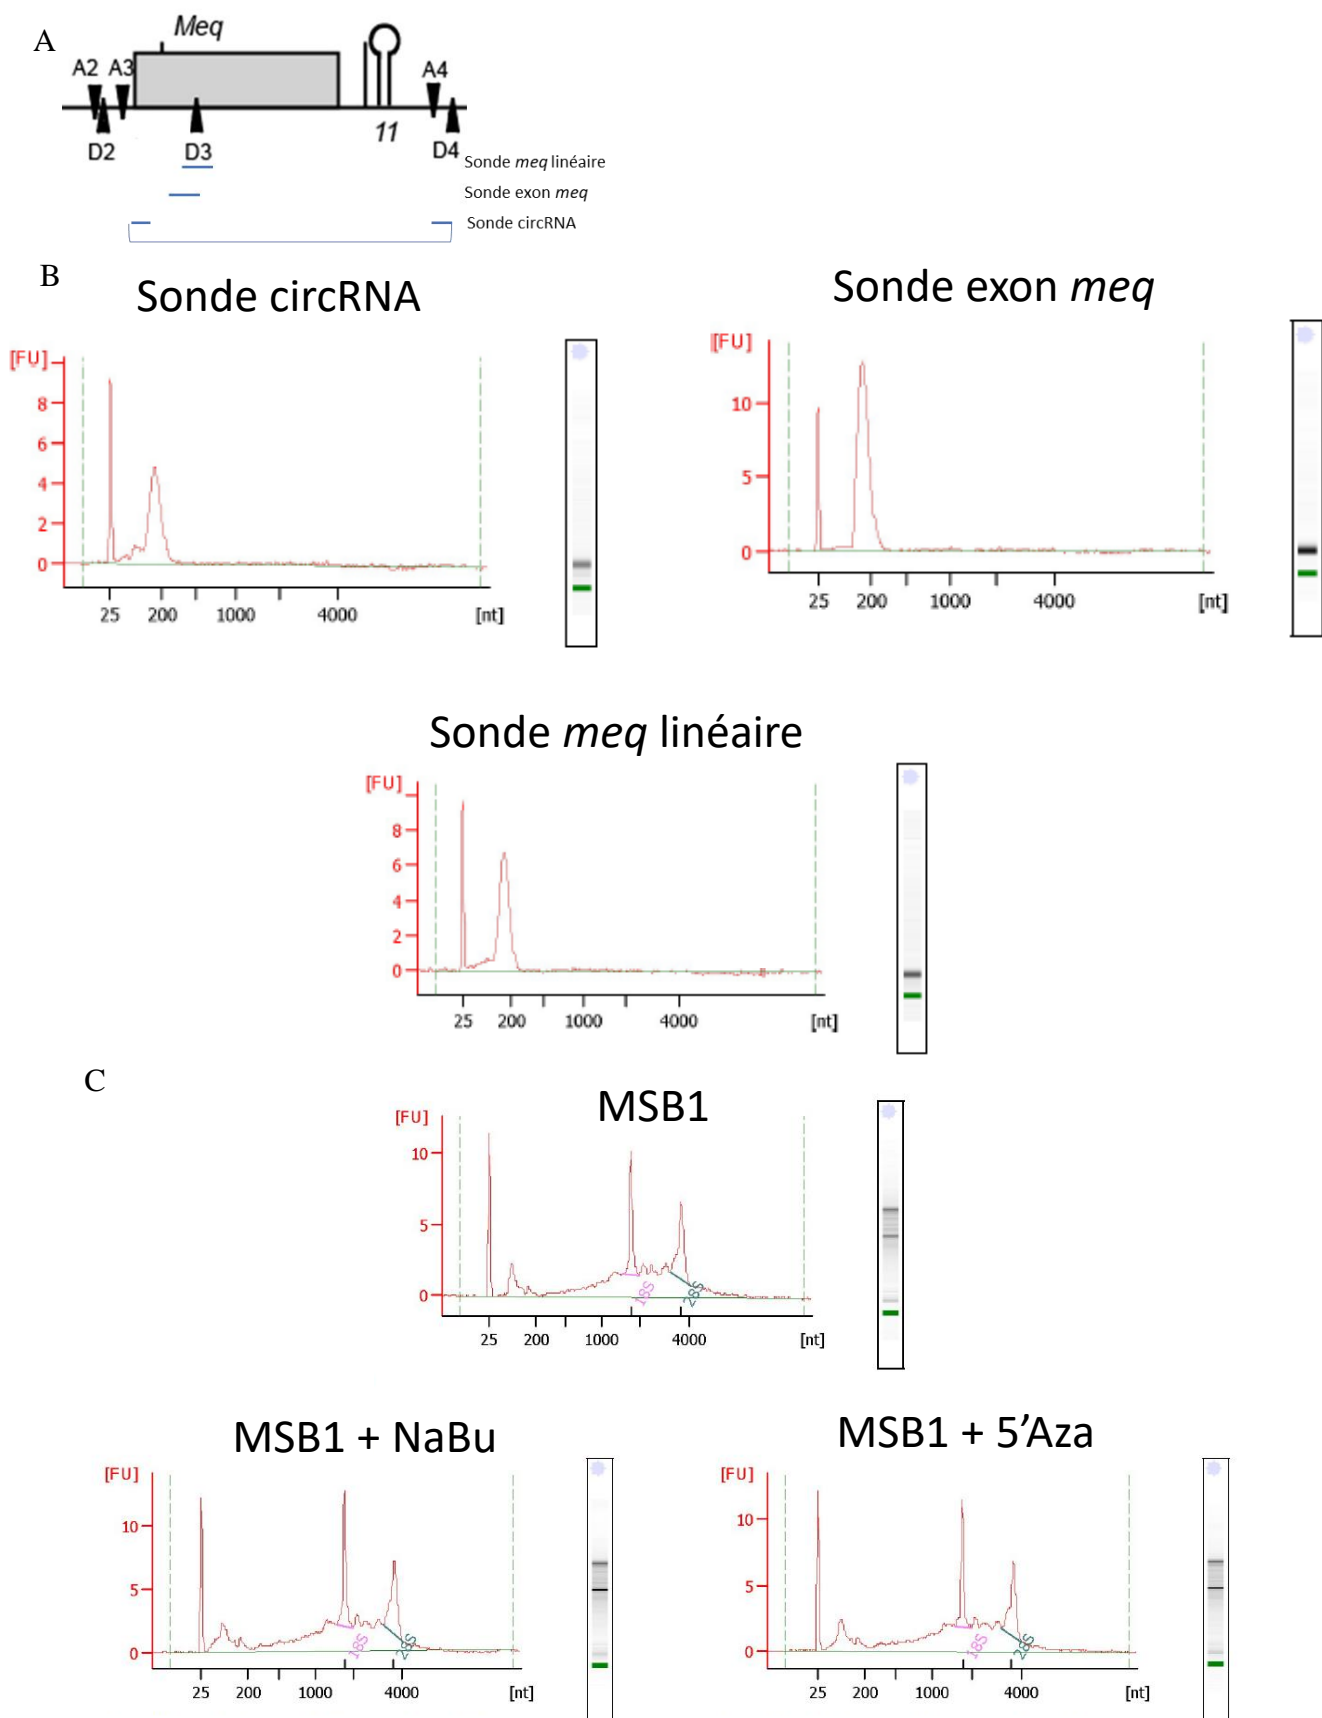 A
Meq
A2 A3 A4
11
D2 D3 D4
Sonde meq linéaire
Sonde exon meq
Sonde circRNA
B
Sonde circRNA
[FU]
8
6
4
2
0
25 200 1000 4000 [nt]
Sonde exon meq
[FU]
10
5
0
25 200 1000 4000 [nt]
Sonde meq linéaire
[FU]
8
6
4
2
0
25 200 1000 4000 [nt]
C
MSB1
[FU]
10
5
0
18S 28S
25 200 1000 4000 [nt]
MSB1 + NaBu
[FU]
10
5
0
18S 28S
25 200 1000 4000 [nt]
MSB1 + 5'Aza
[FU]
10
5
0
18S 28S
25 200 1000 4000 [nt]